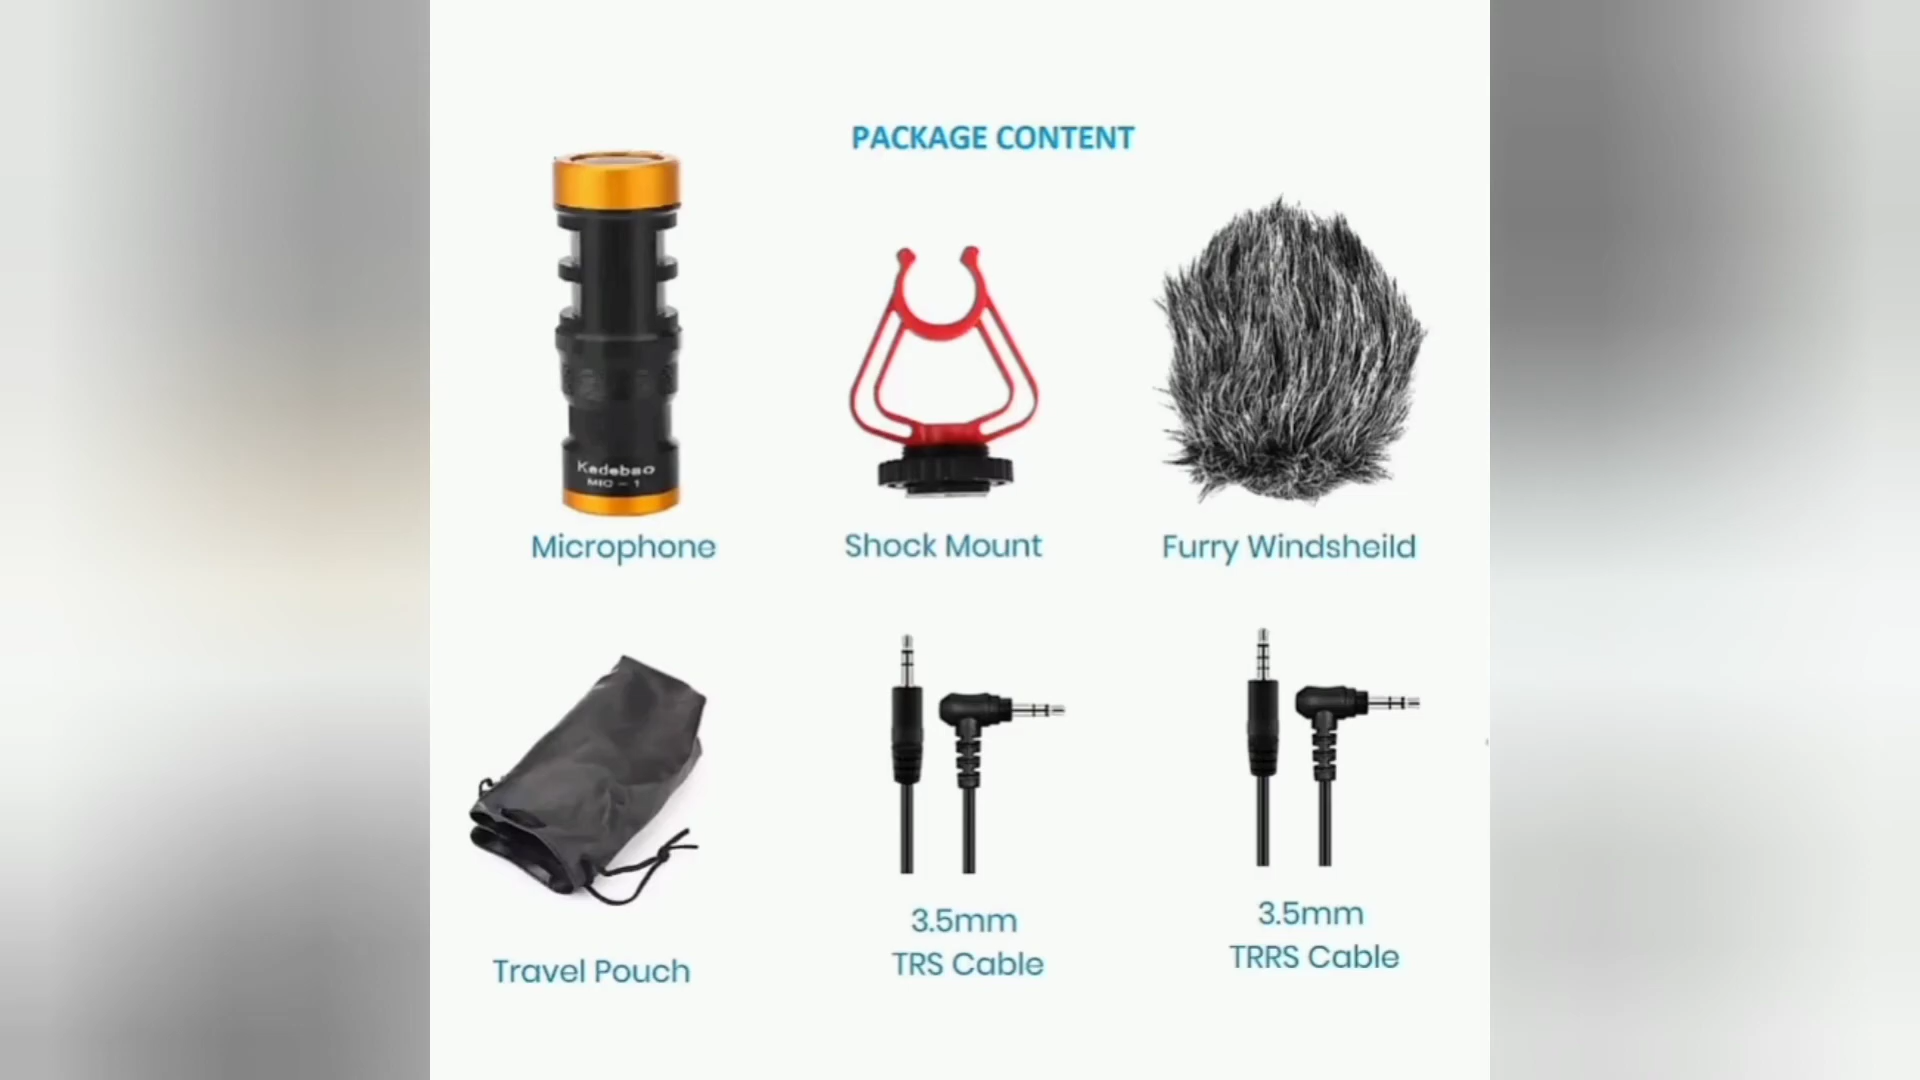 PACKAGE CONTENT
Kedebao
MIC - 1
Microphone
Shock Mount
Furry Windsheild
Travel Pouch
3.5mm
TRS Cable
3.5mm
TRRS Cable